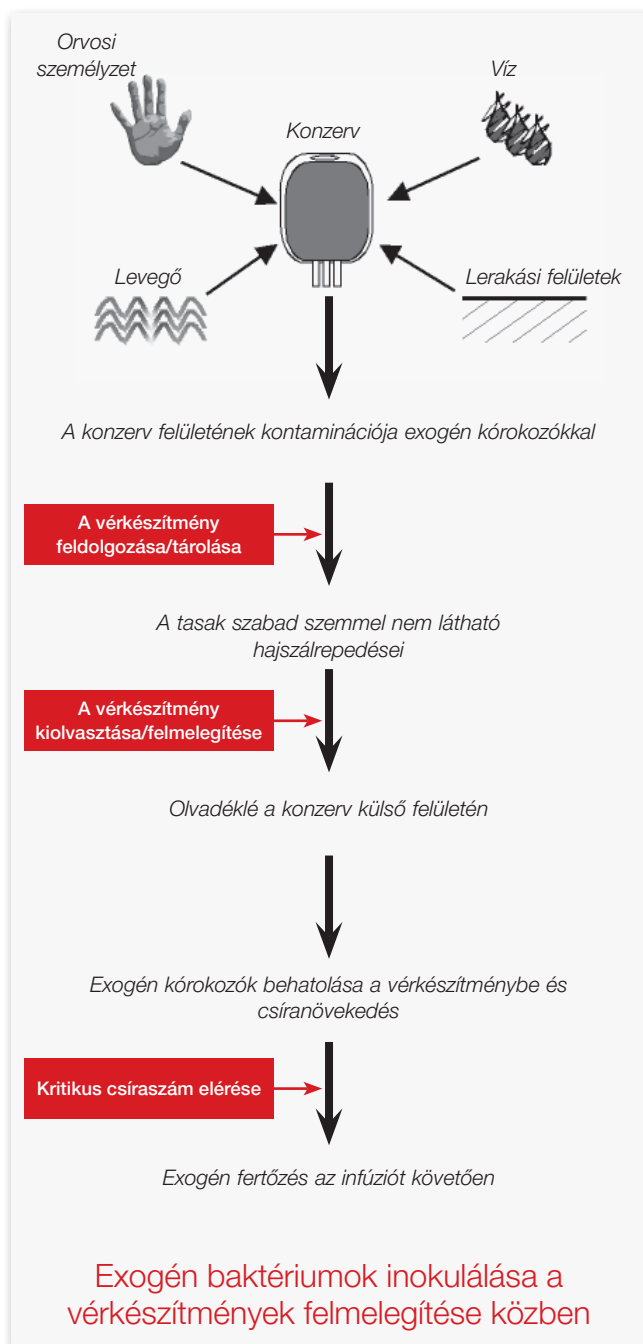 Orvosi
személyzet
Víz
Konzerv
Levegő
Lerakási felületek
A konzerv felületének kontaminációja exogén kórokozókkal
A vérkészítmény
feldolgozása/tárolása
A tasak szabad szemmel nem látható
hajszálrepedései
A vérkészítmény
kiolvasztása/felmelegítése
Olvadéklé a konzerv külső felületén
Exogén kórokozók behatolása a vérkészítménybe és
csíranövekedés
Kritikus csíraszám elérése
Exogén fertőzés az infúziót követően
Exogén baktériumok inokulálása a
vérkészítmények felmelegítése közben